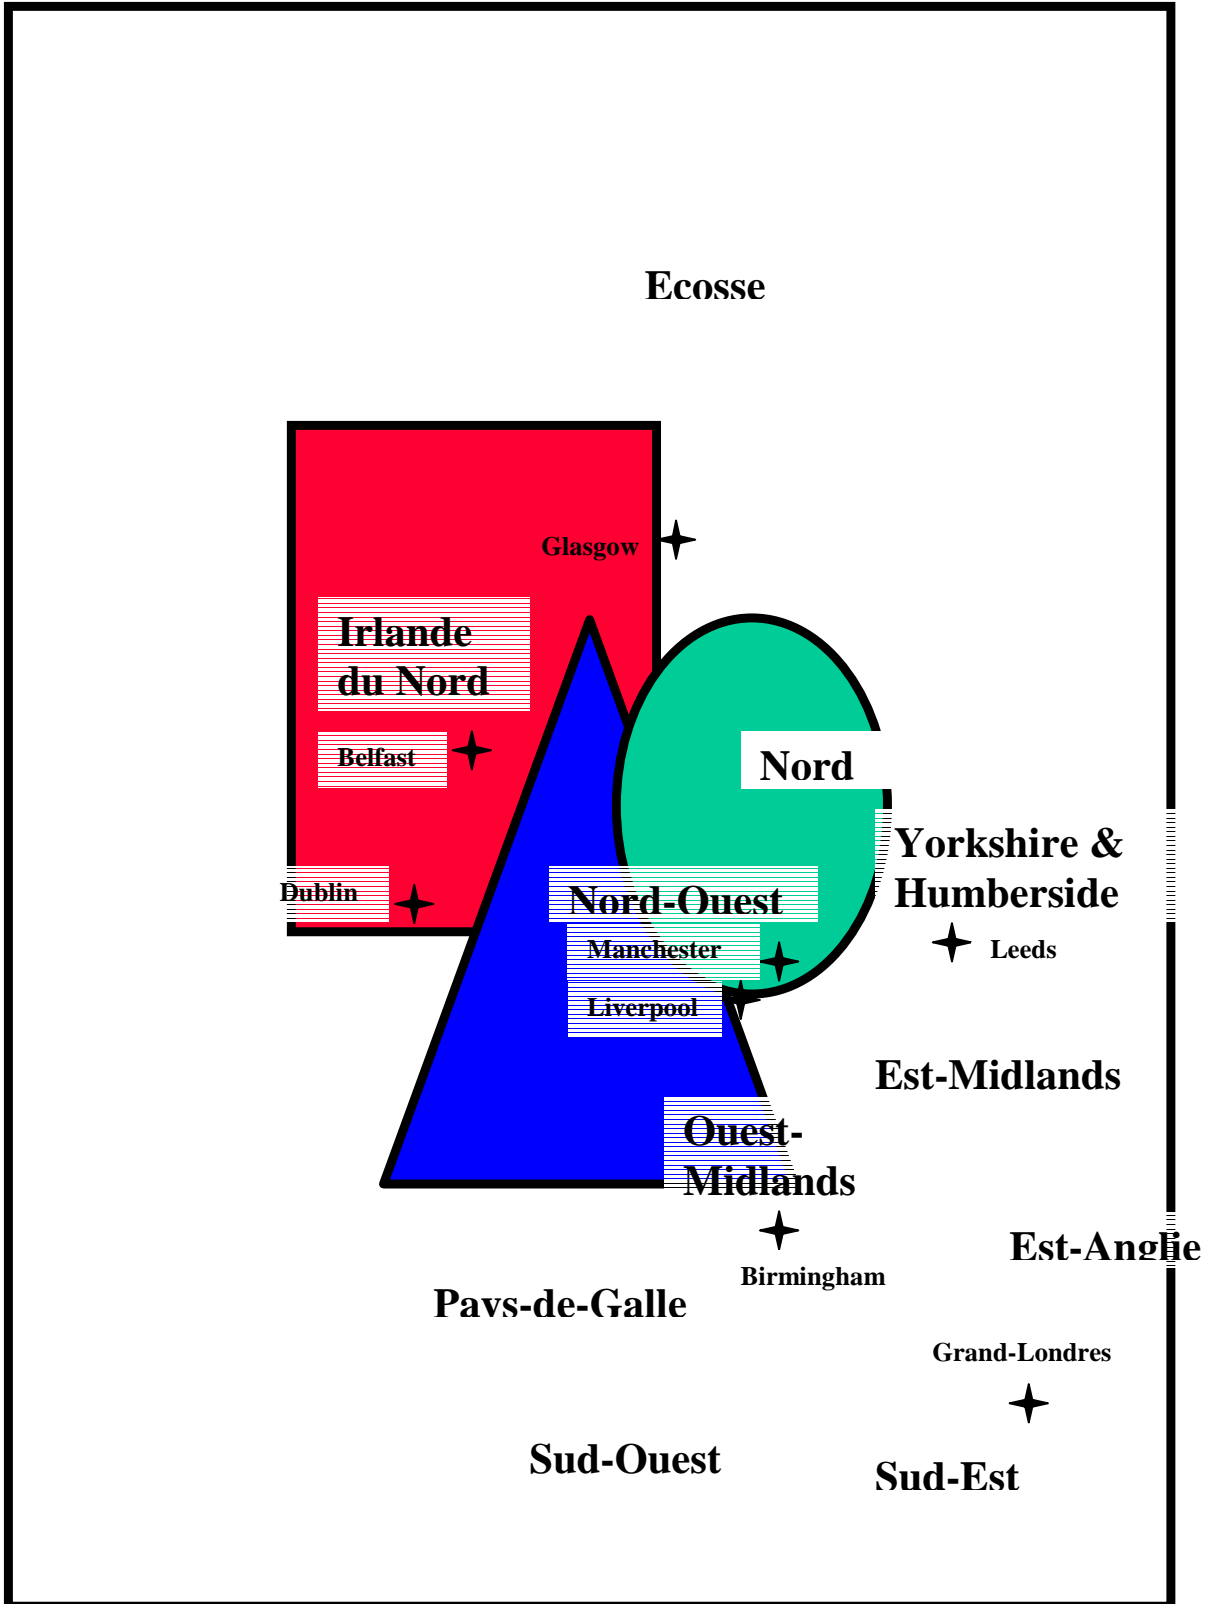 Ecosse
Glasgow
Irlande
du Nord
Belfast
Nord
Yorkshire &
Humberside
Dublin
Nord-Ouest
Manchester
Leeds
Liverpool
Est-Midlands
Ouest-
Midlands
Est-Anglie
Birmingham
Pays-de-Galle
Grand-Londres
Sud-Ouest
Sud-Est